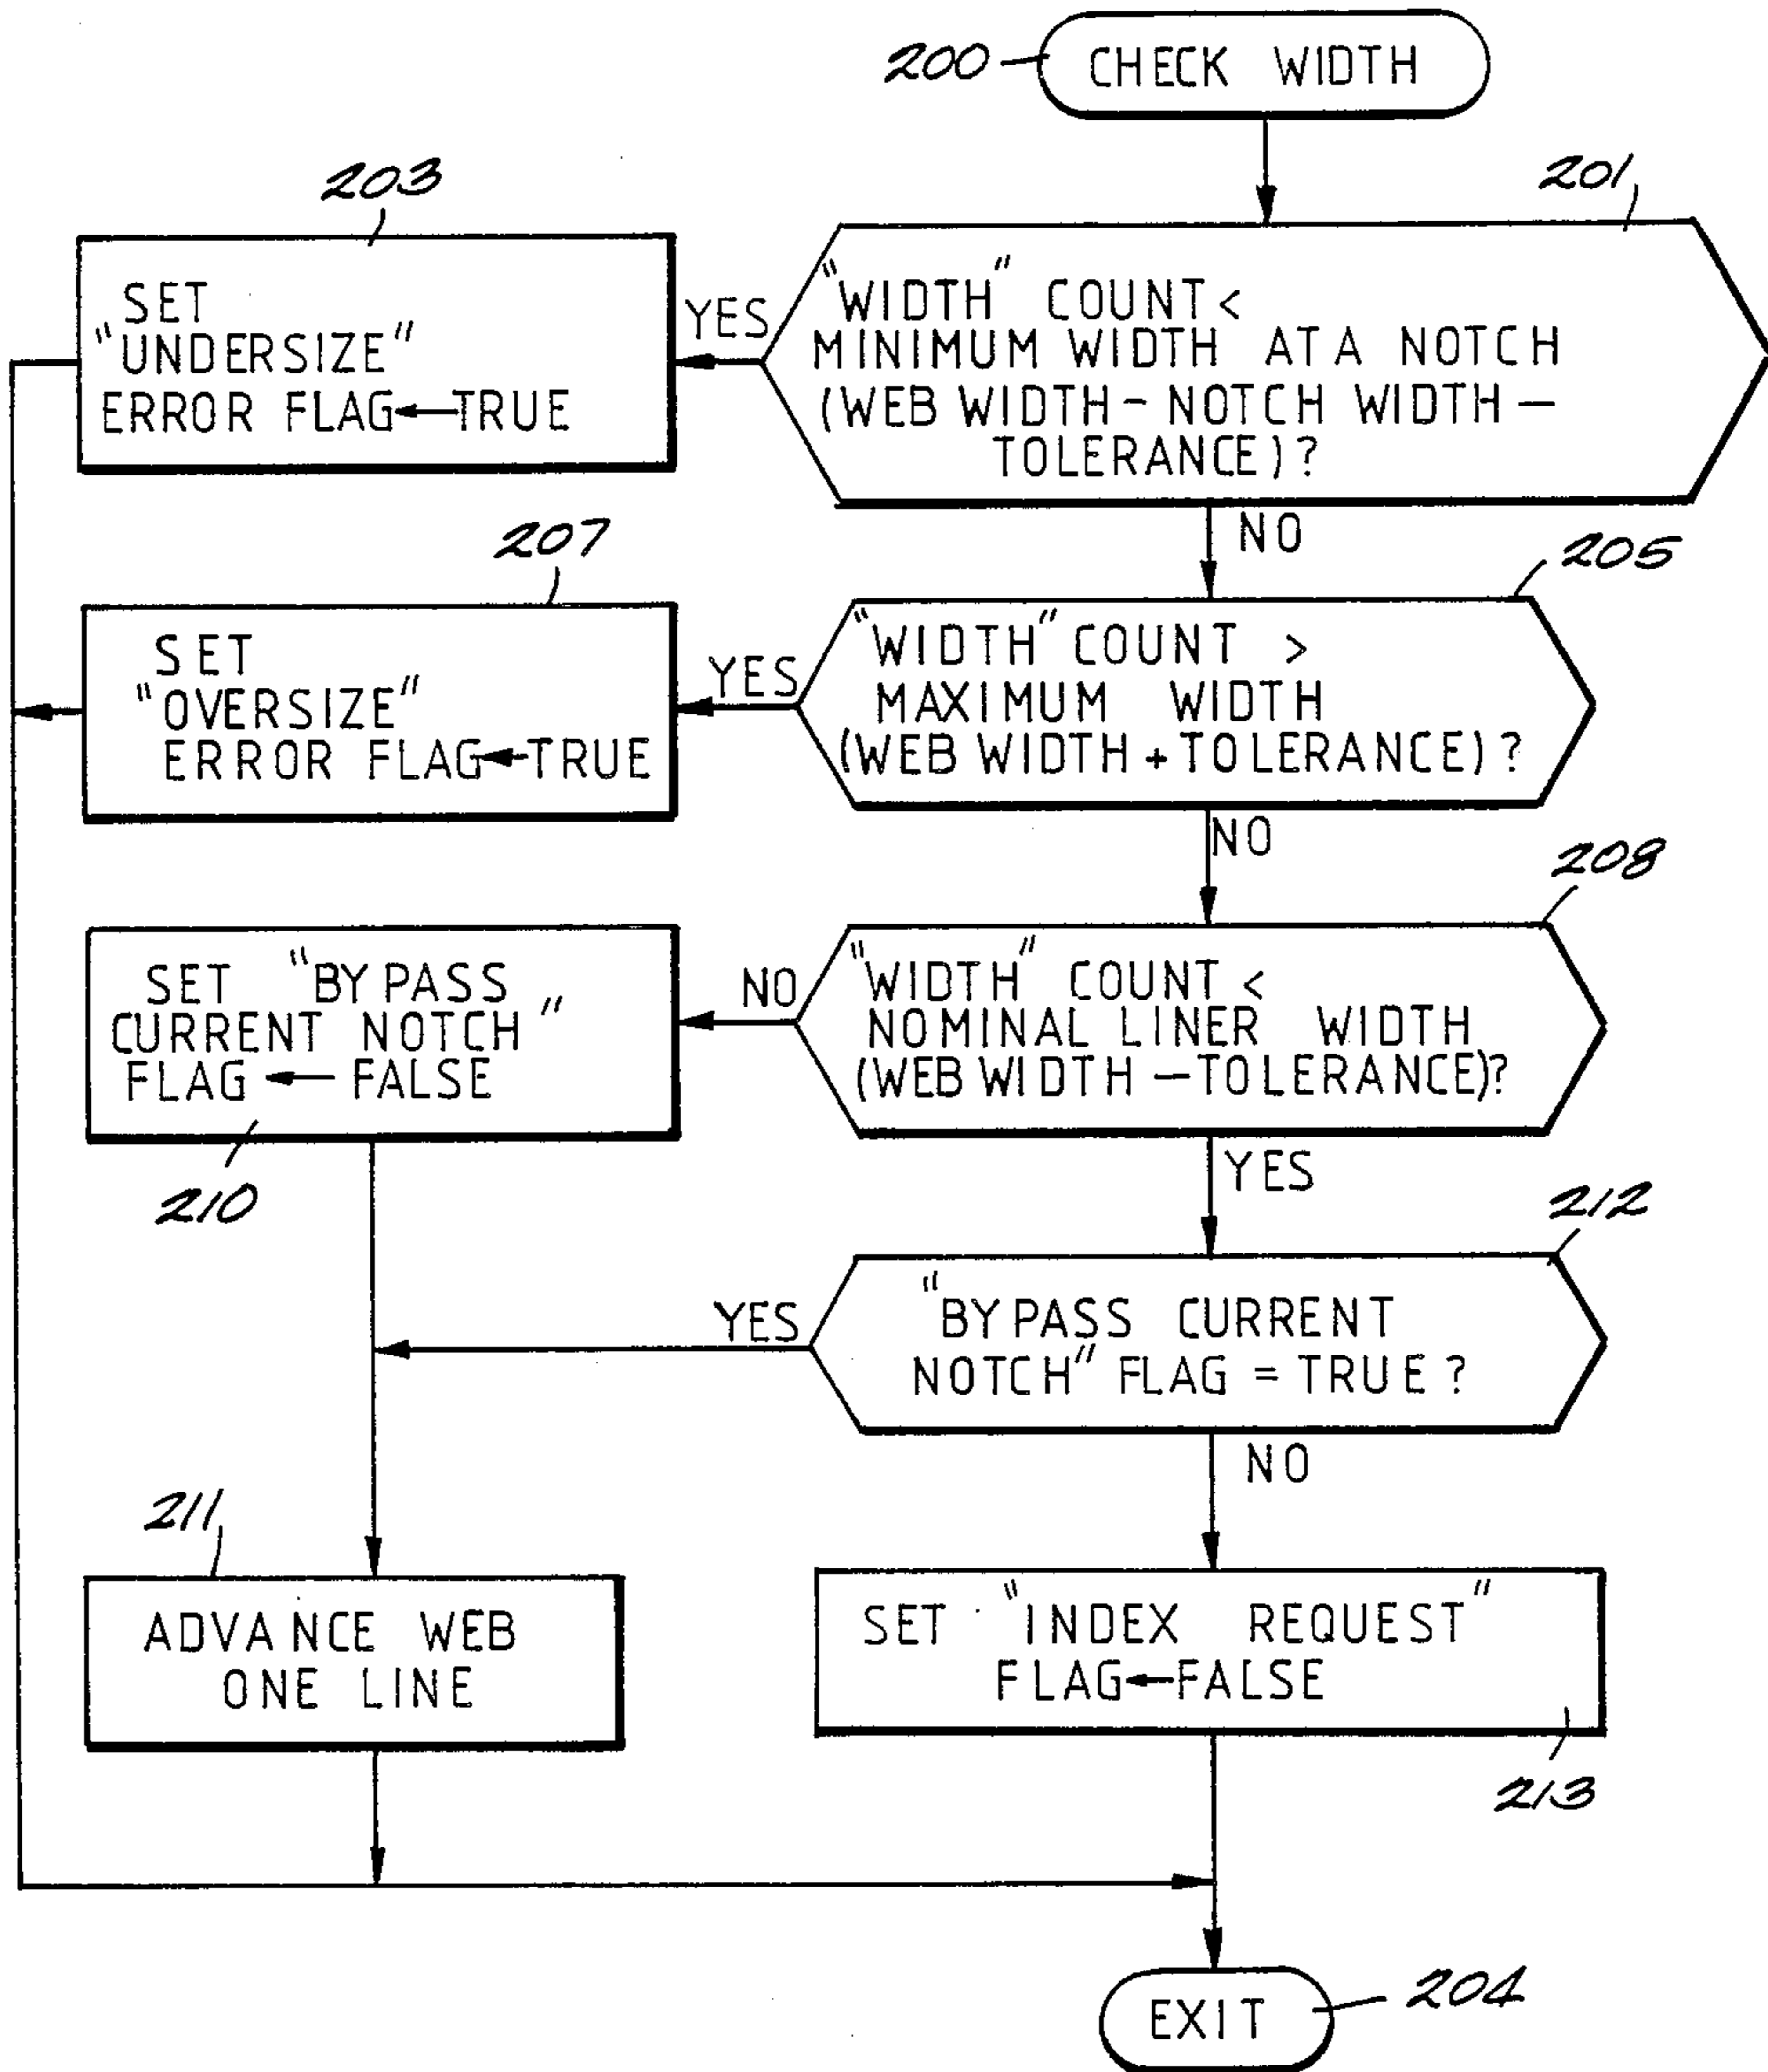 200
CHECK WIDTH
201
"WIDTH" COUNT <
MINIMUM WIDTH AT A NOTCH
(WEB WIDTH - NOTCH WIDTH -
TOLERANCE)?
YES
203
SET
"UNDERSIZE"
ERROR FLAG ← TRUE
NO
205
"WIDTH" COUNT >
MAXIMUM WIDTH
(WEB WIDTH + TOLERANCE)?
YES
207
SET
"OVERSIZE"
ERROR FLAG ← TRUE
NO
208
"WIDTH" COUNT <
NOMINAL LINER WIDTH
(WEB WIDTH - TOLERANCE)?
NO
SET "BYPASS
CURRENT NOTCH"
FLAG ← FALSE
210
YES
212
"BYPASS CURRENT
NOTCH" FLAG = TRUE?
YES
NO
211
ADVANCE WEB
ONE LINE
SET "INDEX REQUEST"
FLAG ← FALSE
213
EXIT
204